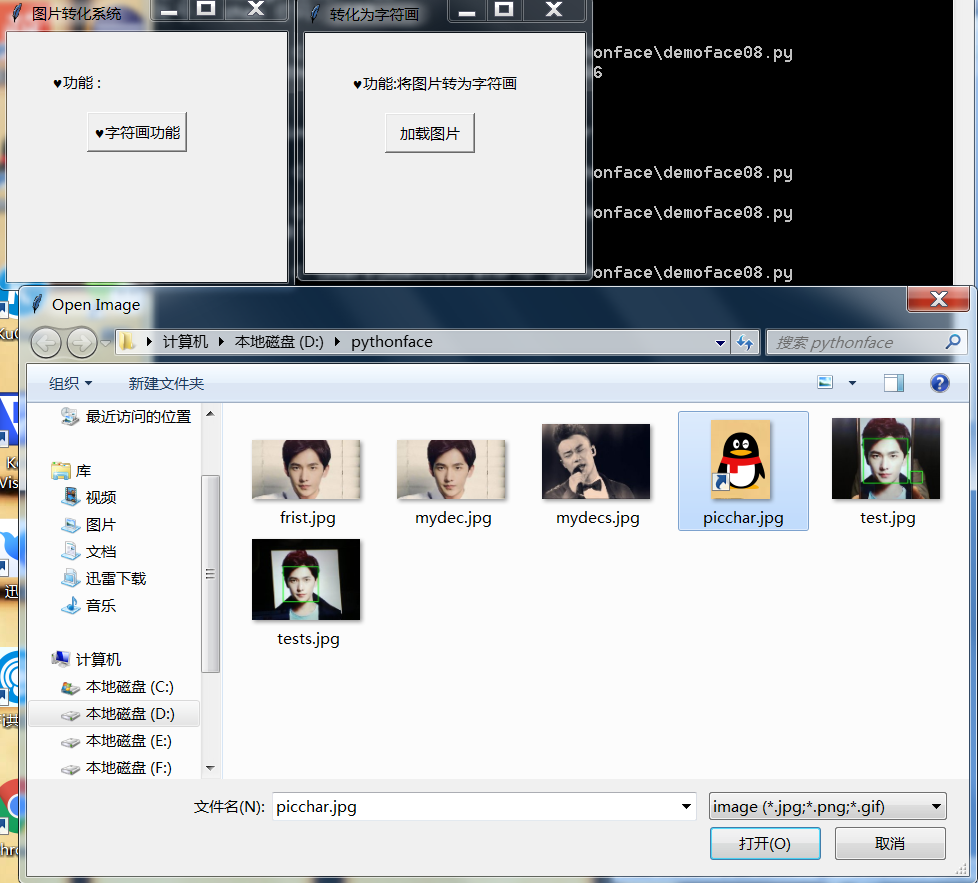 图片转化系统
转化为字符画
♥功能 :
♥字符画功能
♥功能:将图片转为字符画
加载图片
onface\demoface08.py
6
onface\demoface08.py
onface\demoface08.py
onface\demoface08.py
Open Image
计算机 本地磁盘 (D:) pythonface
搜索 pythonface
组织 新建文件夹
最近访问的位置
库
视频
图片
文档
迅雷下载
音乐
计算机
本地磁盘 (C:)
本地磁盘 (D:)
本地磁盘 (E:)
本地磁盘 (F:)
frist.jpg
mydec.jpg
mydecs.jpg
picchar.jpg
test.jpg
tests.jpg
文件名(N): picchar.jpg
image (*.jpg;*.png;*.gif)
打开(O) 取消